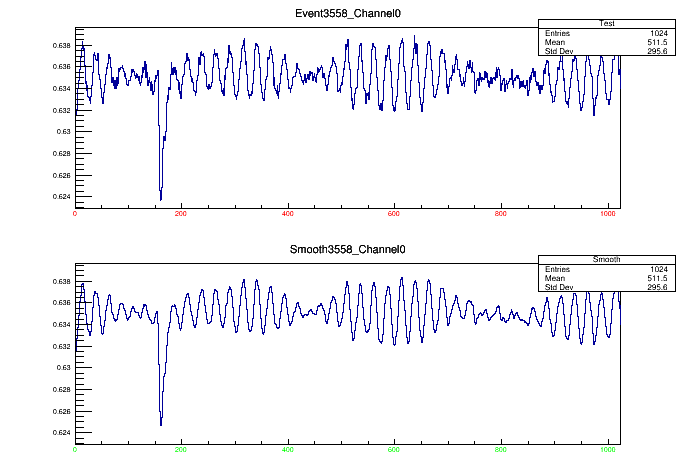 Event3558_Channel0
Test
Entries 1024
Mean 511.5
Std Dev 295.6
0.638
0.636
0.634
0.632
0.63
0.628
0.626
0.624
0 200 400 600 800 1000
Smooth3558_Channel0
Smooth
Entries 1024
Mean 511.5
Std Dev 295.6
0.638
0.636
0.634
0.632
0.63
0.628
0.626
0.624
0 200 400 600 800 1000